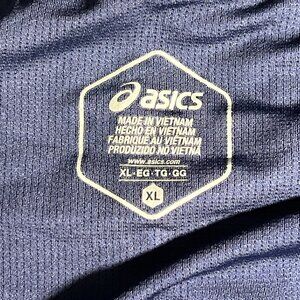 asics
MADE IN VIETNAM
HECHO EN VIETNAM
FABRIQUÉ AU VIETNAM
PRODUZIDO NO VIETNÃ
www.asics.com
XL·EG·TG·GG
XL